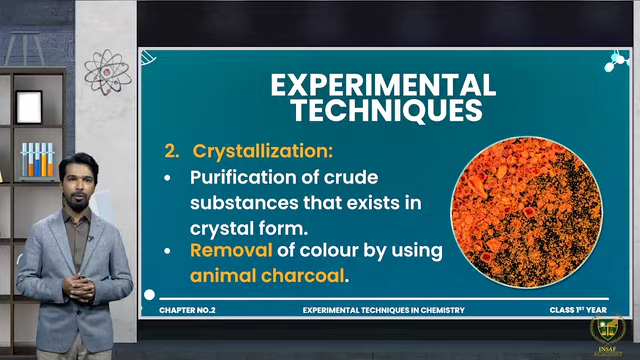 EXPERIMENTAL
TECHNIQUES
2. Crystallization:
• Purification of crude
substances that exists in
crystal form.
• Removal of colour by using
animal charcoal.
CHAPTER NO.2
EXPERIMENTAL TECHNIQUES IN CHEMISTRY
CLASS 1ST YEAR
INSAF